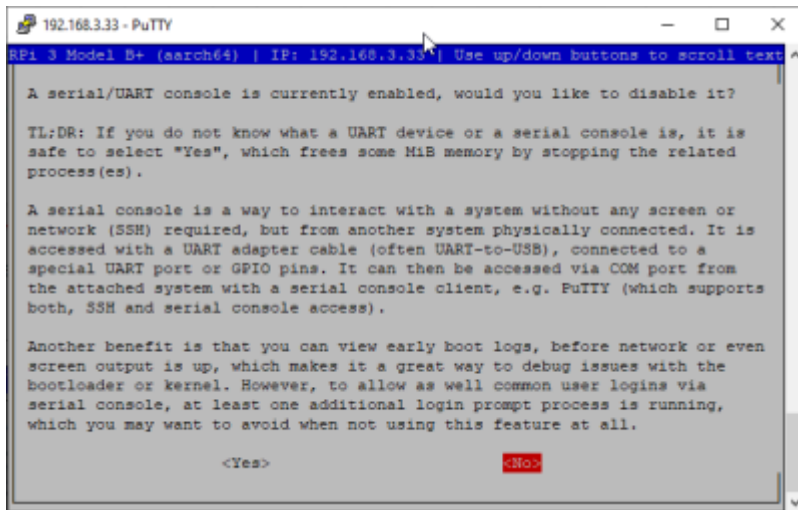 192.168.3.33 - PuTTY
RPi 3 Model B+ (aarch64) | IP: 192.168.3.33 | Use up/down buttons to scroll text
A serial/UART console is currently enabled, would you like to disable it?
TL;DR: If you do not know what a UART device or a serial console is, it is
safe to select "Yes", which frees some MiB memory by stopping the related
process(es).
A serial console is a way to interact with a system without any screen or
network (SSH) required, but from another system physically connected. It is
accessed with a UART adapter cable (often UART-to-USB), connected to a
special UART port or GPIO pins. It can then be accessed via COM port from
the attached system with a serial console client, e.g. PuTTY (which supports
both, SSH and serial console access).
Another benefit is that you can view early boot logs, before network or even
screen output is up, which makes it a great way to debug issues with the
bootloader or kernel. However, to allow as well common user logins via
serial console, at least one additional login prompt process is running,
which you may want to avoid when not using this feature at all.
<Yes> <No>